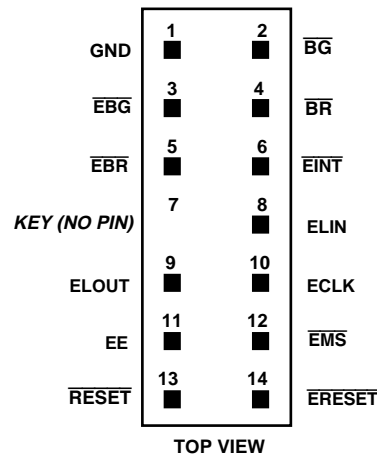 1 2
GND BG
3 4
EBG BR
5 6
EBR EINT
7 8
KEY (NO PIN) ELIN
9 10
ELOUT ECLK
11 12
EE EMS
13 14
RESET ERESET
TOP VIEW